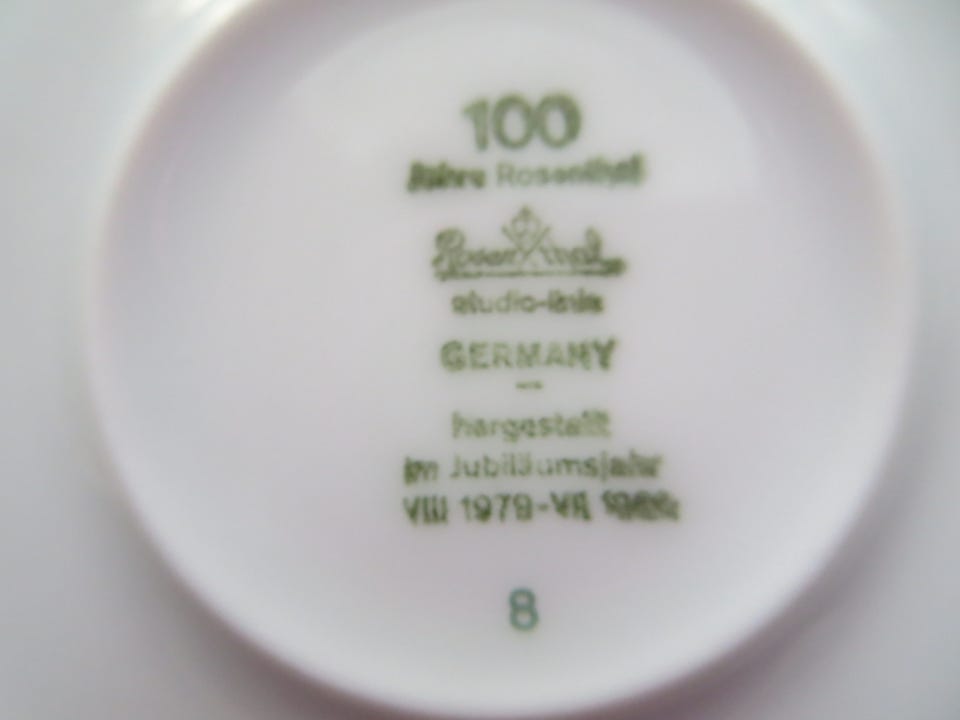 100
Jahre Rosenthal
Rosenthal
studio-linie
GERMANY
—
hergestellt
im Jubiläumsjahr
VIII 1979-VII 1980
8